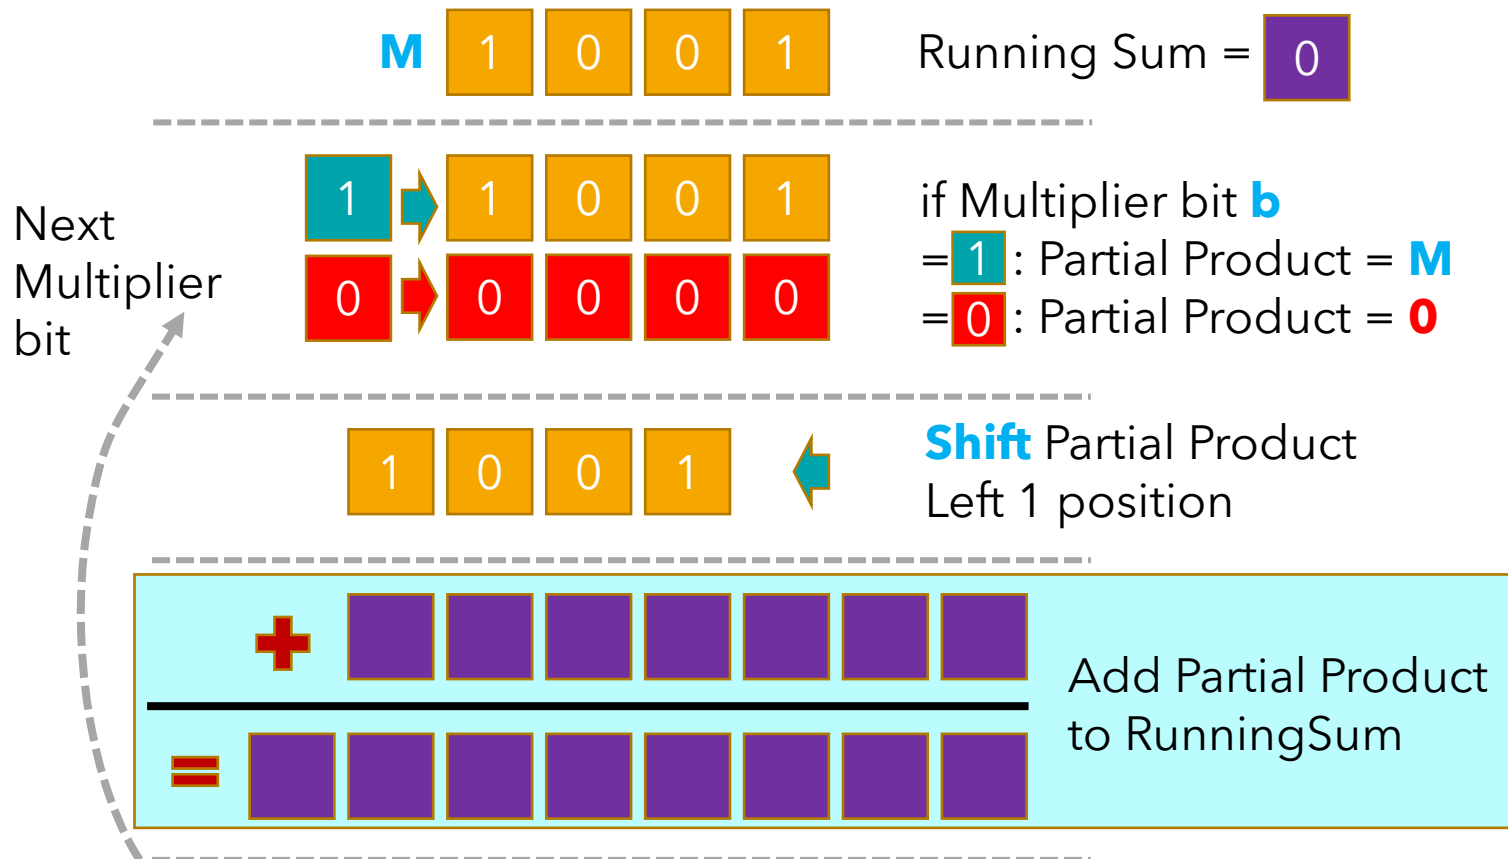 M 1 0 0 1 Running Sum = 0
Next
Multiplier
bit
1 1 0 0 1
0 0 0 0 0
if Multiplier bit b
= 1 : Partial Product = M
= 0 : Partial Product = 0
1 0 0 1
Shift Partial Product
Left 1 position
+
=
Add Partial Product
to RunningSum